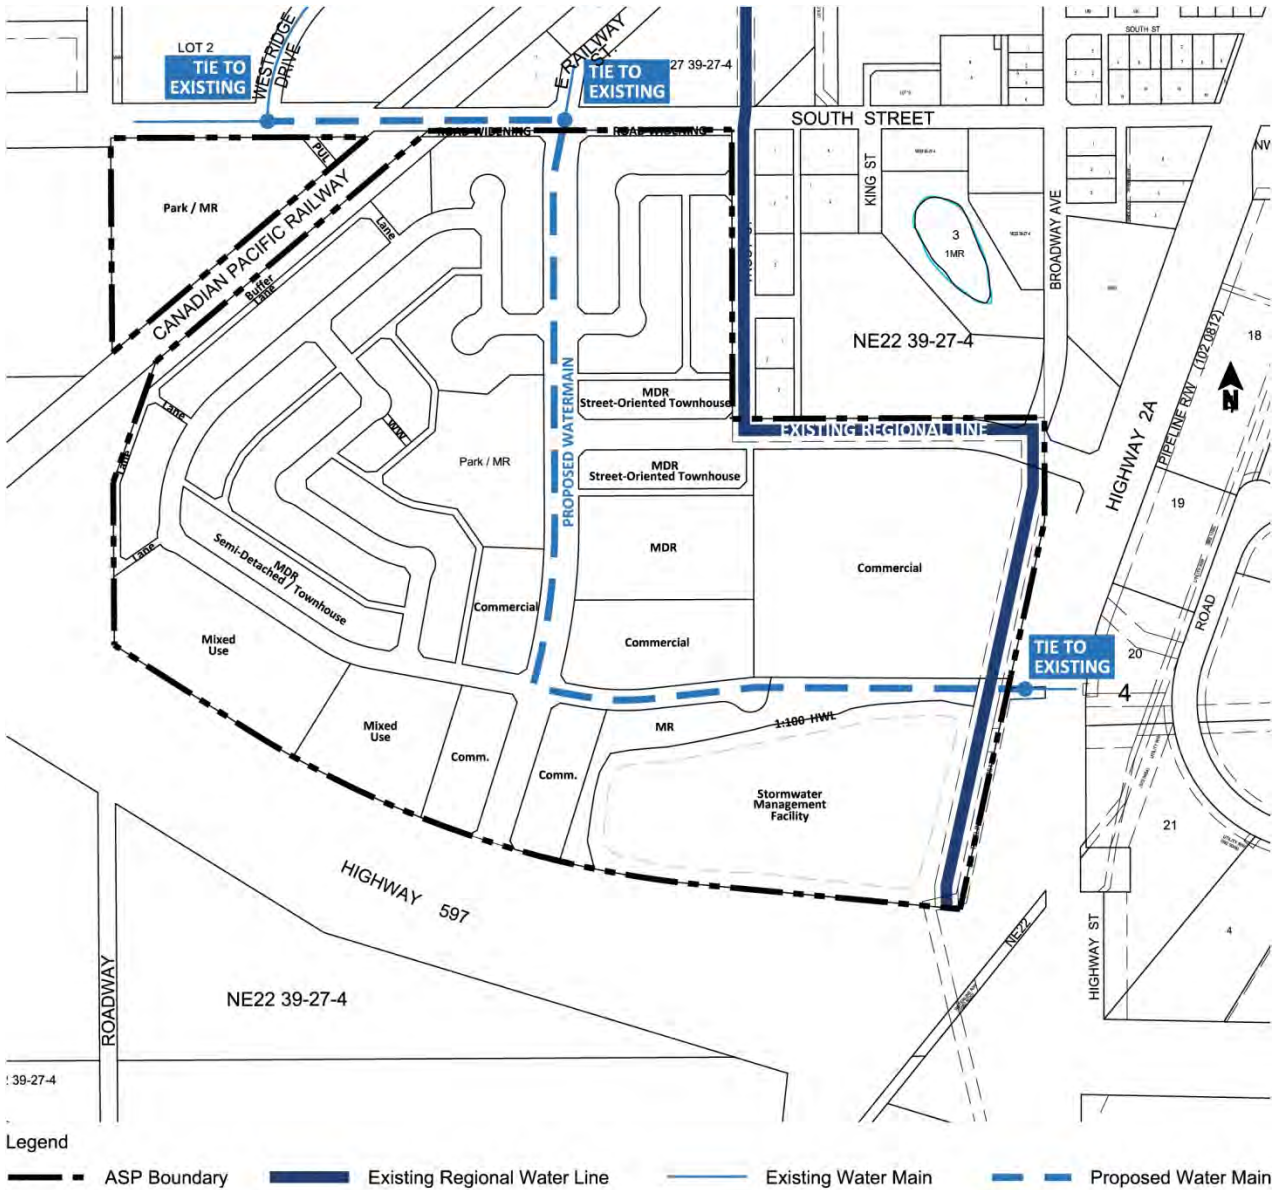 LOT 2
TIE TO
EXISTING
WESTRIDGE
DRIVE
E RAILWAY
ST.
TIE TO
EXISTING
27 39-27-4
SOUTH ST
SOUTH STREET
ROAD WIDENING
ROAD WIDENING
PUL
Park / MR
CANADIAN PACIFIC RAILWAY
Lane
Buffer
Lane
KING ST
BROADWAY AVE
3
1MR
NE22 39-27-4
HIGHWAY 2A
PIPELINE R/W (102 0812)
18
N
MDR
Street-Oriented Townhouse
EXISTING REGIONAL LINE
Lane
Lane
WW
Park / MR
PROPOSED WATERMAIN
MDR
Street-Oriented Townhouse
19
MDR
Commercial
Lane
MDR
Semi-Detached / Townhouse
Commercial
Commercial
ROAD
Mixed
Use
TIE TO
EXISTING
20
4
Mixed
Use
MR
1:100 HWL
Comm.
Comm.
Stormwater
Management
Facility
21
HIGHWAY 597
NE22
4
HIGHWAY ST
ROADWAY
NE22 39-27-4
39-27-4
Legend
ASP Boundary
Existing Regional Water Line
Existing Water Main
Proposed Water Main